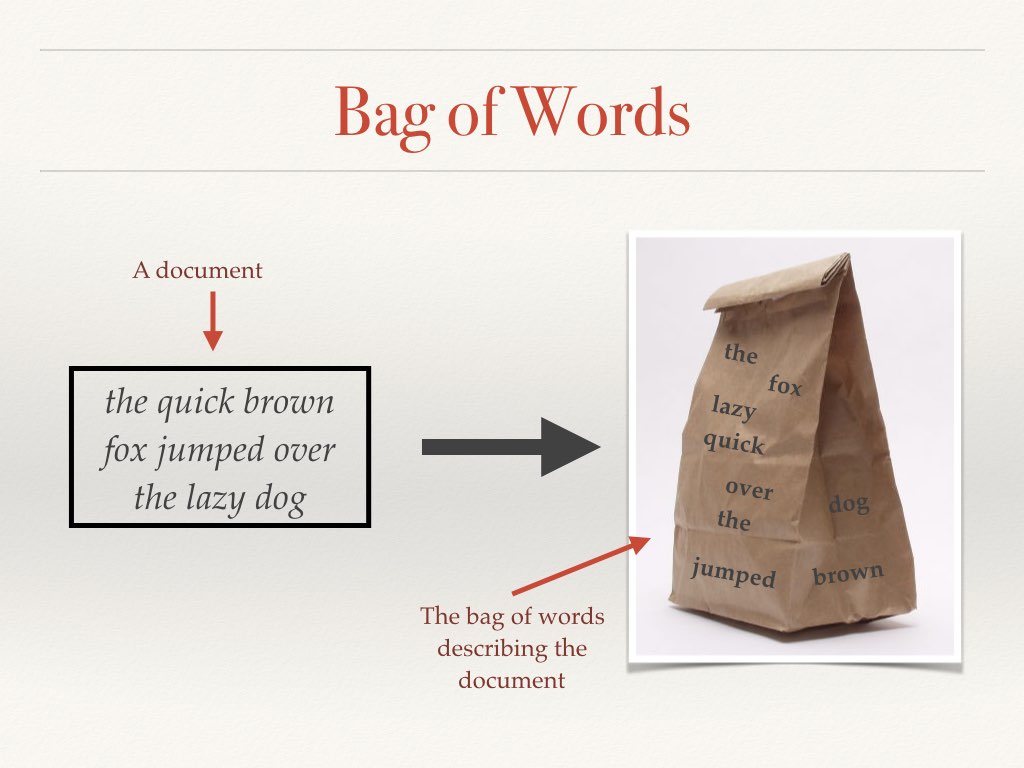 Bag of Words
A document
the quick brown
fox jumped over
the lazy dog
The bag of words
describing the
document
the
fox
lazy
quick
over
the
dog
jumped
brown